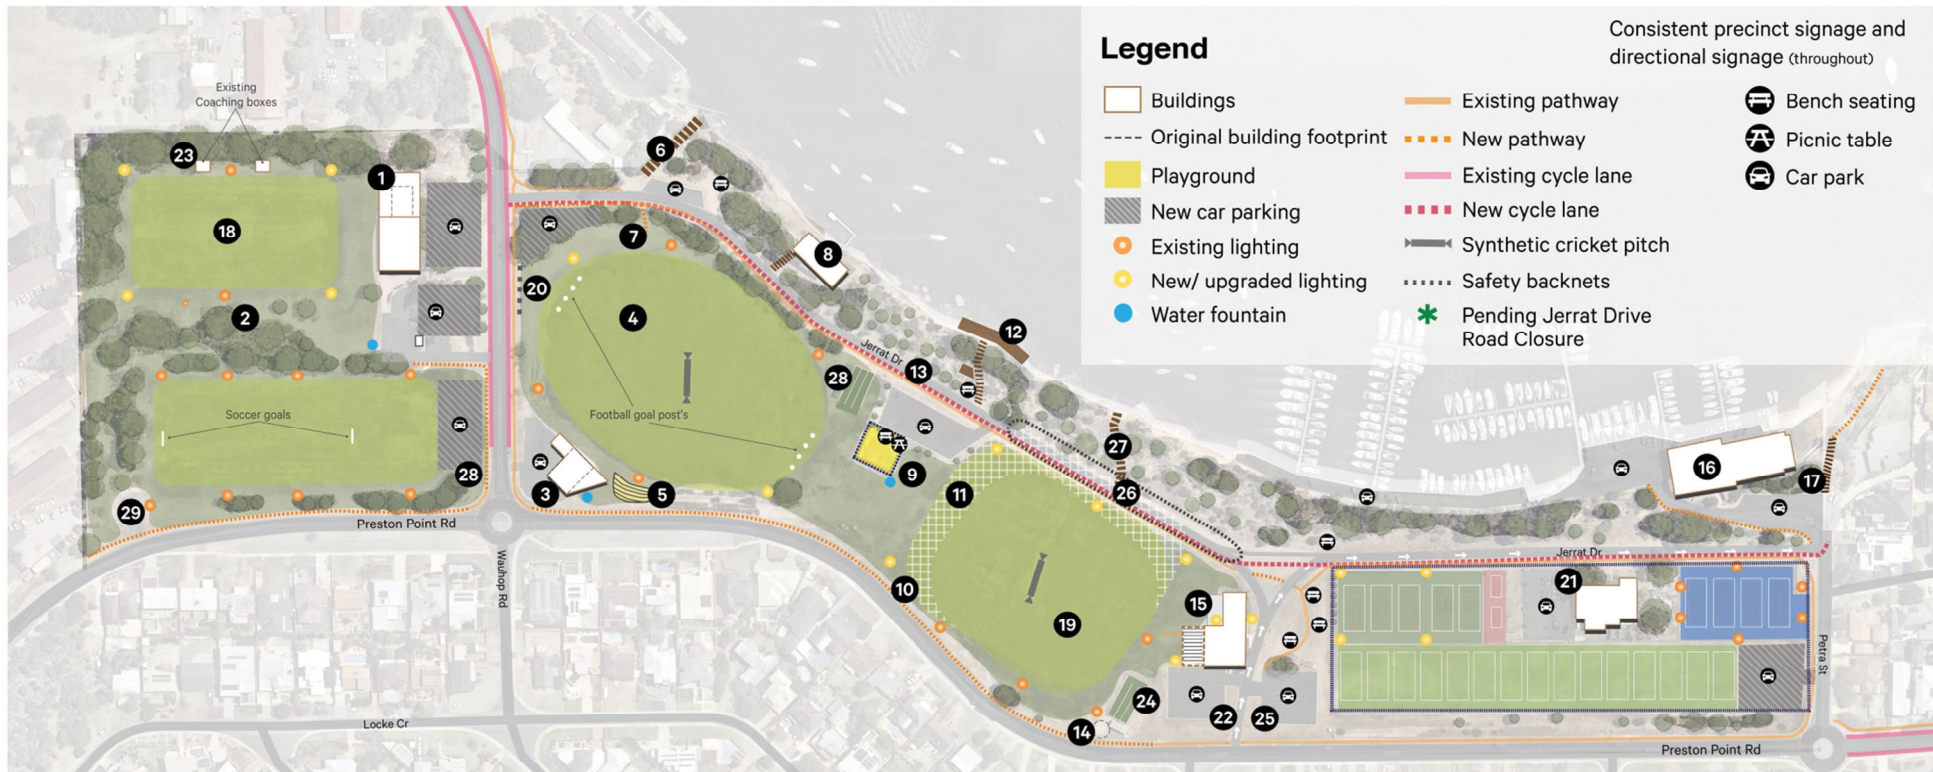 Legend
Consistent precinct signage and
directional signage (throughout)
Buildings
Original building footprint
Playground
New car parking
Existing lighting
New/ upgraded lighting
Water fountain
Existing pathway
New pathway
Existing cycle lane
New cycle lane
Synthetic cricket pitch
Safety backnets
Pending Jerrat Drive
Road Closure
Bench seating
Picnic table
Car park
Existing
Coaching boxes
23
1
18
2
Soccer goals
28
29
Preston Point Rd
Wauhop Rd
Locke Cr
6
7
8
20
4
Football goal post's
3
5
28
Jerrat Dr
13
12
9
11
10
27
26
19
15
14
24
22
25
16
17
Jerrat Dr
21
Petra St
Preston Point Rd